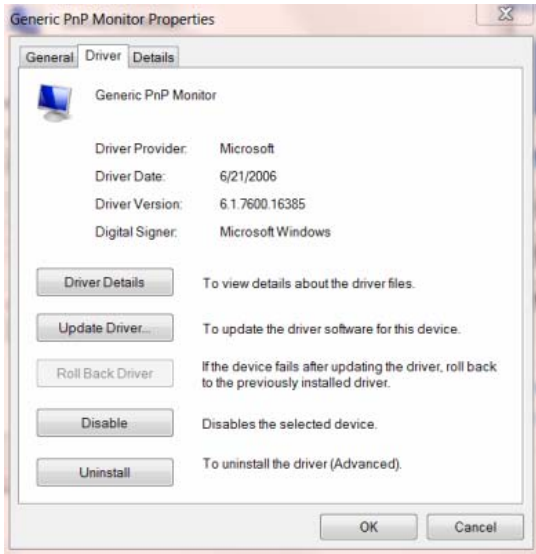 Generic PnP Monitor Properties
General Driver Details
Generic PnP Monitor
Driver Provider: Microsoft
Driver Date: 6/21/2006
Driver Version: 6.1.7600.16385
Digital Signer: Microsoft Windows
Driver Details To view details about the driver files.
Update Driver... To update the driver software for this device.
Roll Back Driver If the device fails after updating the driver, roll back
to the previously installed driver.
Disable Disables the selected device.
Uninstall To uninstall the driver (Advanced).
OK Cancel